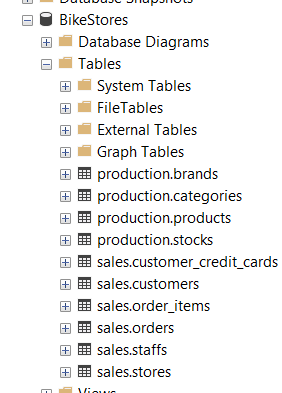 Database Snapshots
BikeStores
Database Diagrams
Tables
System Tables
FileTables
External Tables
Graph Tables
production.brands
production.categories
production.products
production.stocks
sales.customer_credit_cards
sales.customers
sales.order_items
sales.orders
sales.staffs
sales.stores
Views